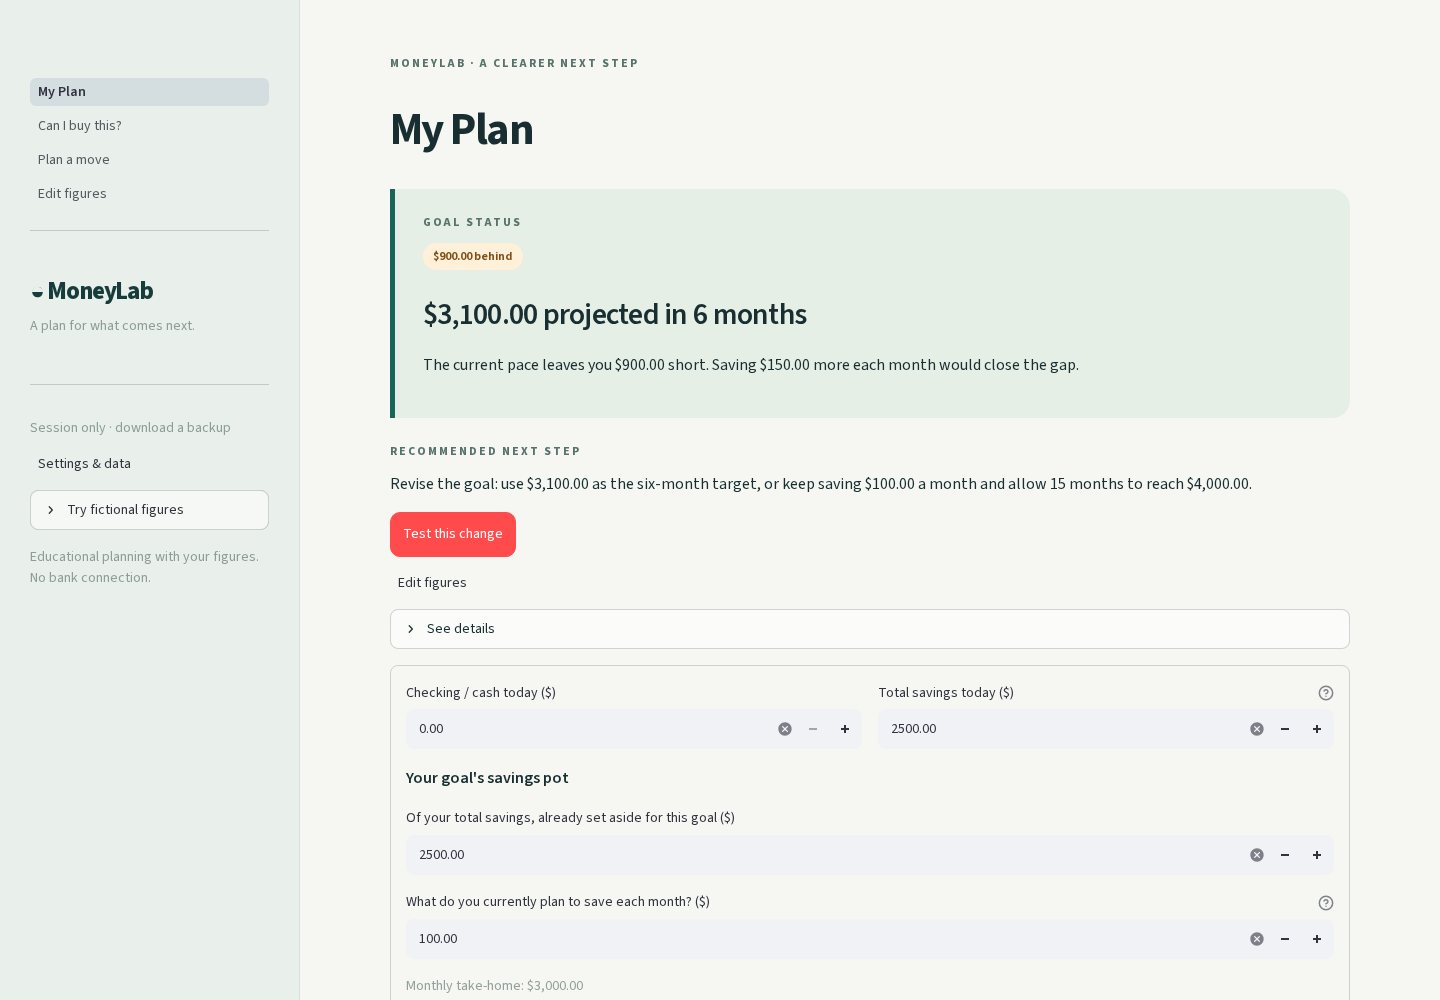 My Plan
Can I buy this?
Plan a move
Edit figures
MoneyLab
A plan for what comes next.
Session only · download a backup
Settings & data
Try fictional figures
Educational planning with your figures.
No bank connection.
MONEYLAB · A CLEARER NEXT STEP
My Plan
GOAL STATUS
$900.00 behind
$3,100.00 projected in 6 months
The current pace leaves you $900.00 short. Saving $150.00 more each month would close the gap.
RECOMMENDED NEXT STEP
Revise the goal: use $3,100.00 as the six-month target, or keep saving $100.00 a month and allow 15 months to reach $4,000.00.
Test this change
Edit figures
See details
Checking / cash today ($)
Total savings today ($)
0.00
2500.00
Your goal's savings pot
Of your total savings, already set aside for this goal ($)
2500.00
What do you currently plan to save each month? ($)
100.00
Monthly take-home: $3,000.00